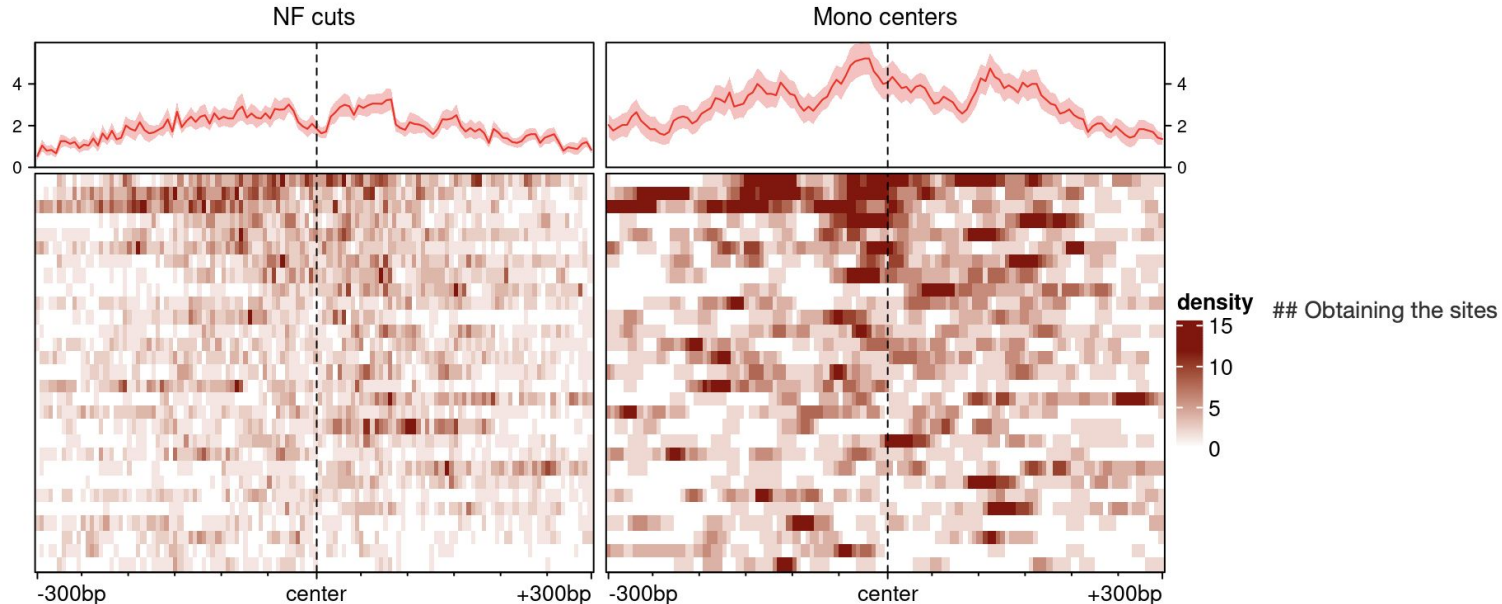 NF cuts
Mono centers
4
2
0
4
2
0
density
15
10
5
0
## Obtaining the sites
-300bp
center
+300bp
-300bp
center
+300bp